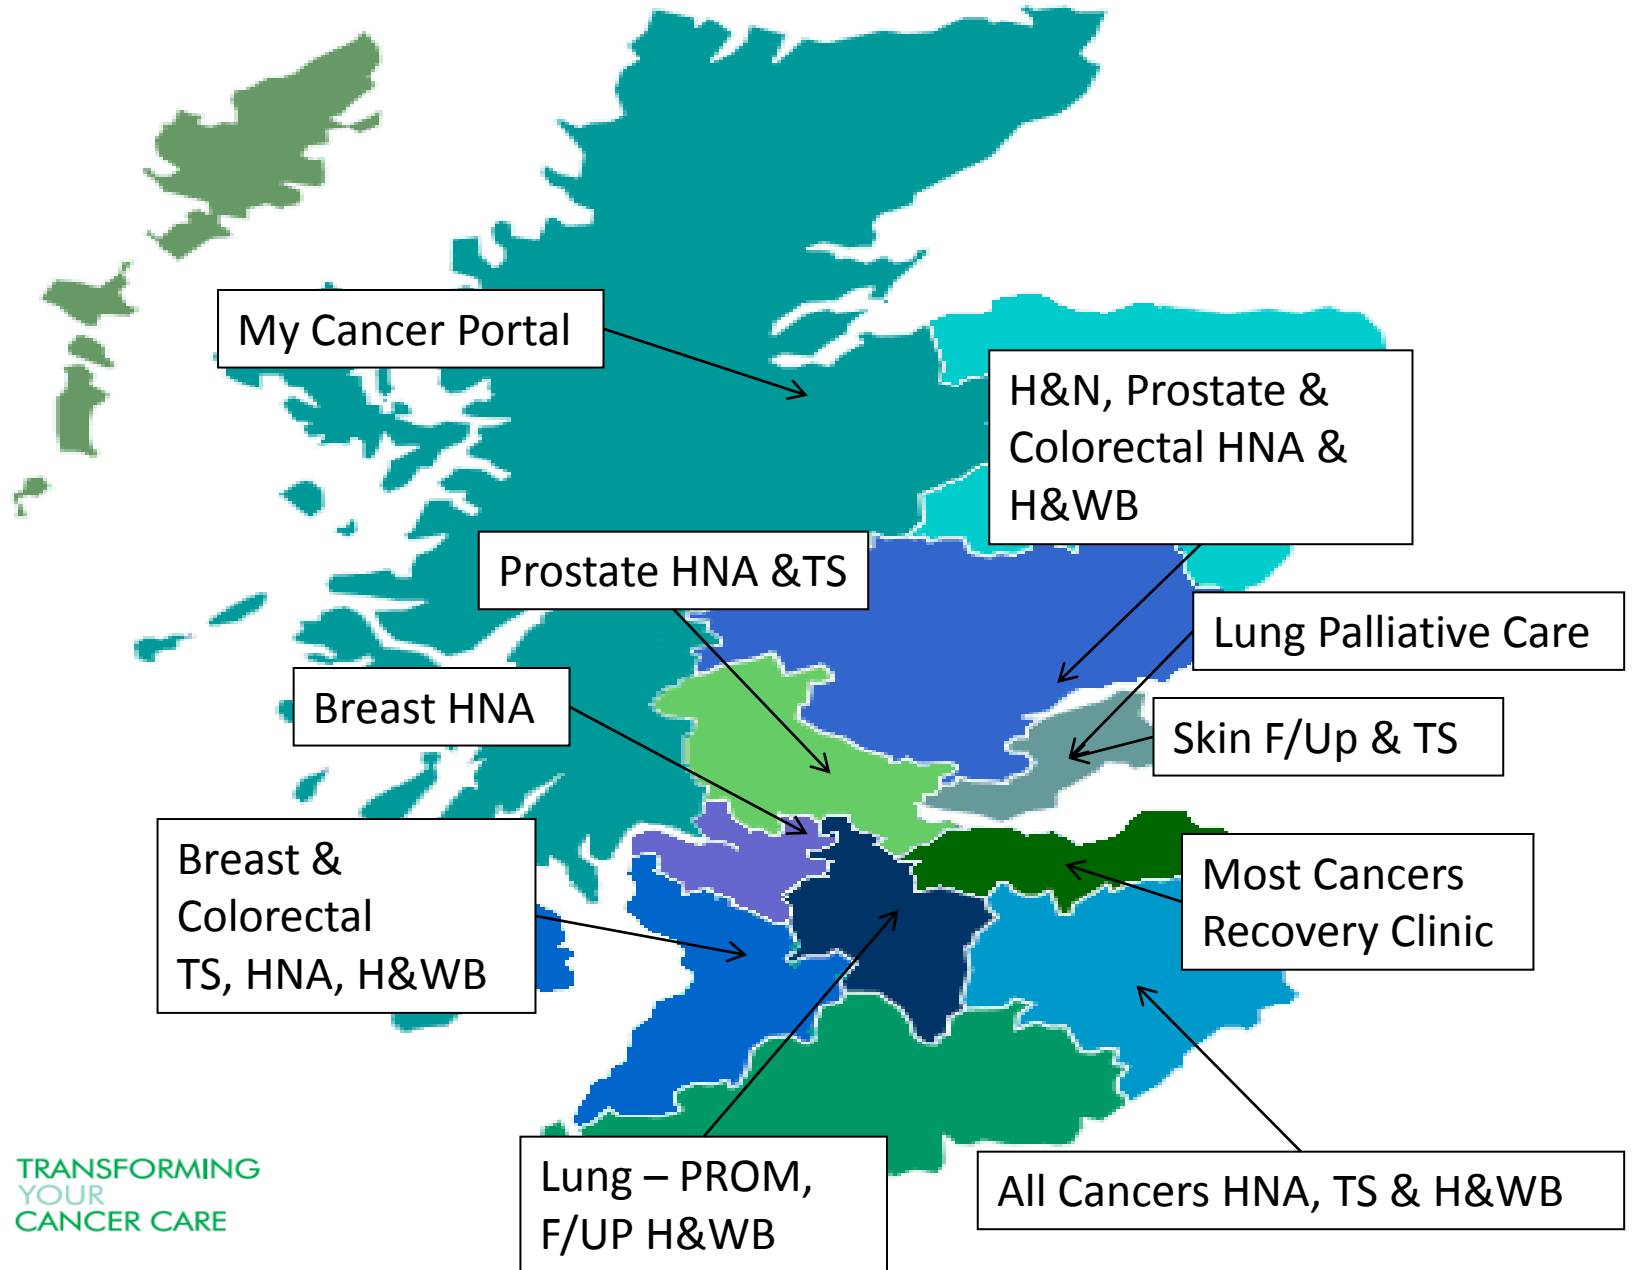 My Cancer Portal
H&N, Prostate &
Colorectal HNA &
H&WB
Prostate HNA &TS
Lung Palliative Care
Breast HNA
Skin F/Up & TS
Breast &
Colorectal
TS, HNA, H&WB
Most Cancers
Recovery Clinic
Lung – PROM,
F/UP H&WB
All Cancers HNA, TS & H&WB
TRANSFORMING
YOUR
CANCER CARE